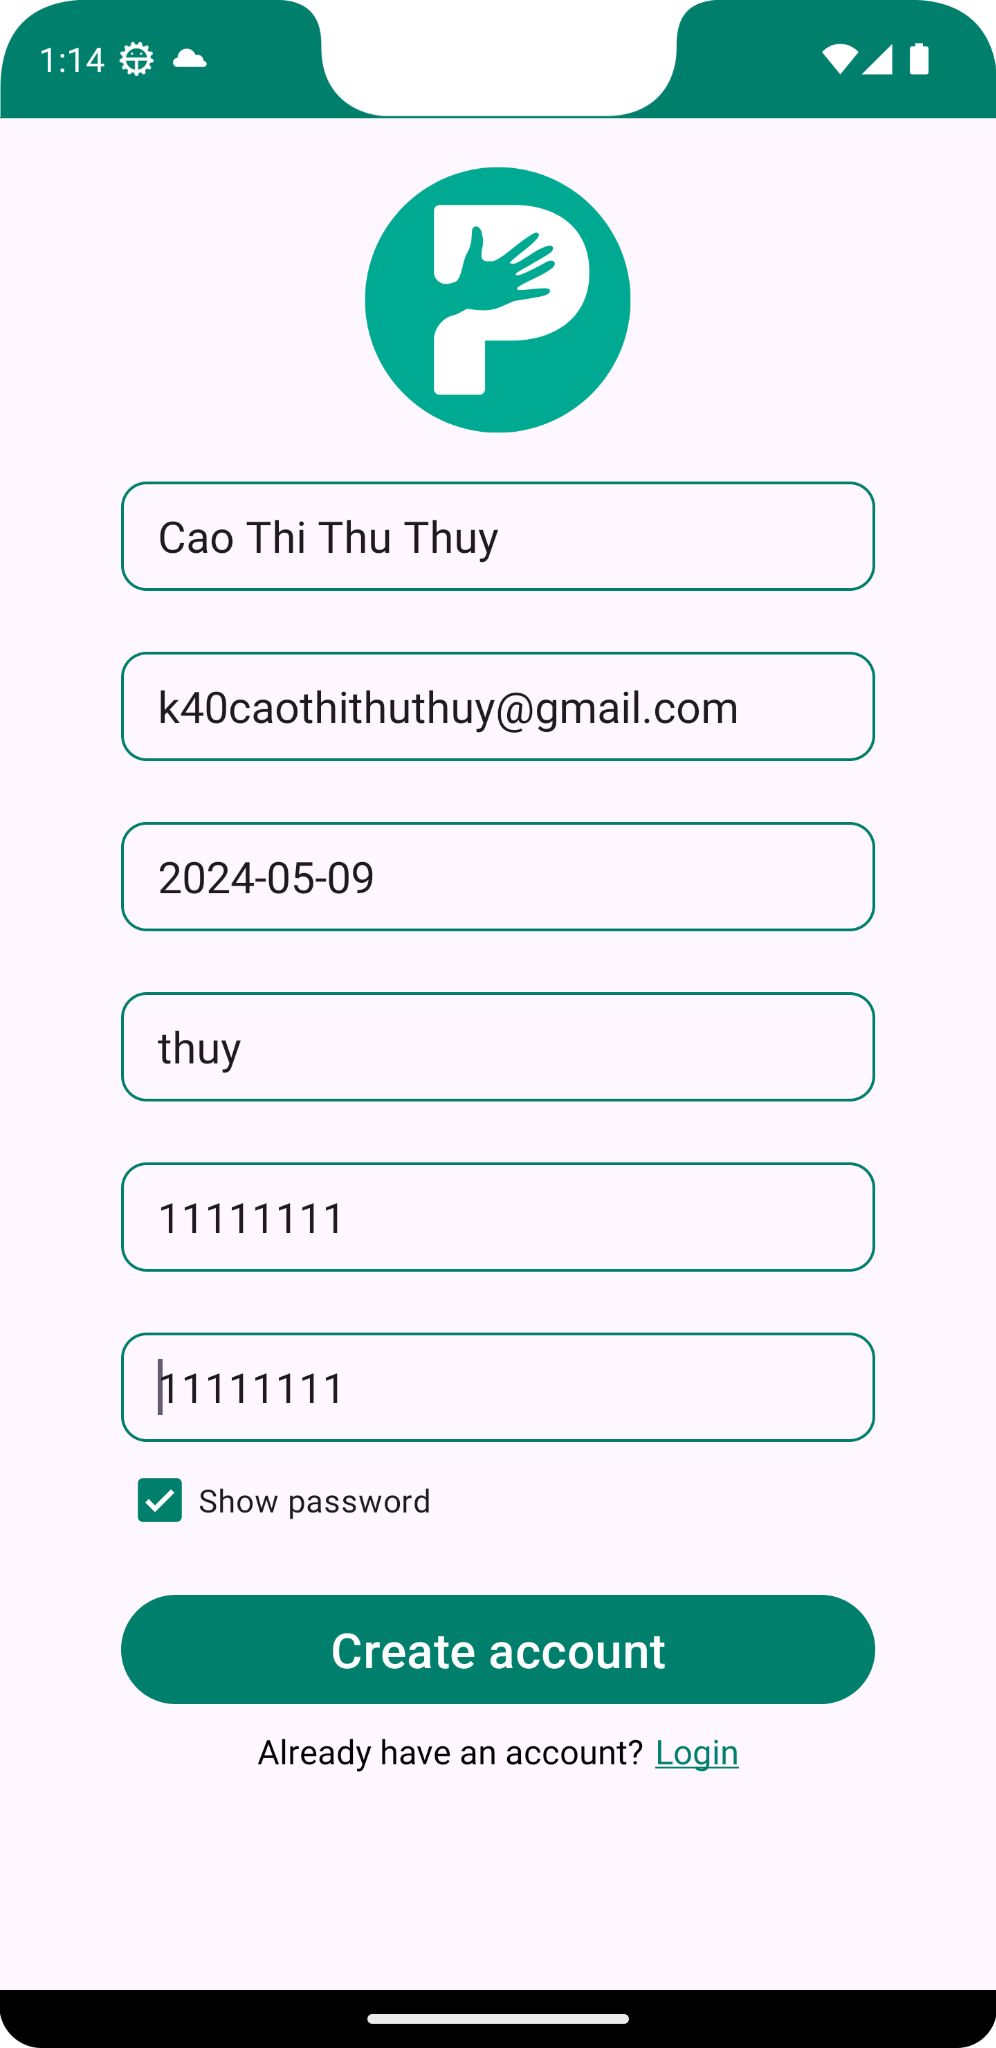 1:14
P
Cao Thi Thu Thuy
k40caothithuthuy@gmail.com
2024-05-09
thuy
11111111
11111111
Show password
Create account
Already have an account? Login